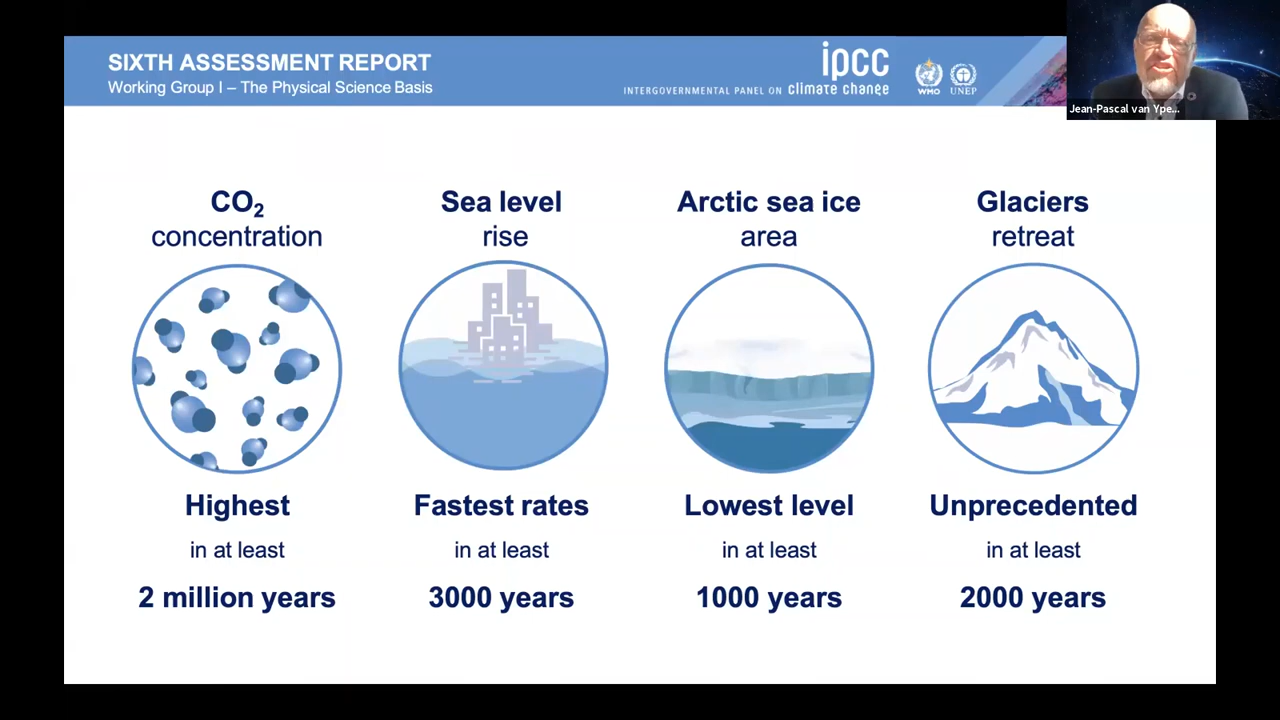 SIXTH ASSESSMENT REPORT
Working Group I – The Physical Science Basis
INTERGOVERNMENTAL PANEL ON
ipcc
climate change
WMO
UNEP
Jean-Pascal van Ype...
CO₂
concentration
Sea level
rise
Arctic sea ice
area
Glaciers
retreat
Highest
in at least
2 million years
Fastest rates
in at least
3000 years
Lowest level
in at least
1000 years
Unprecedented
in at least
2000 years